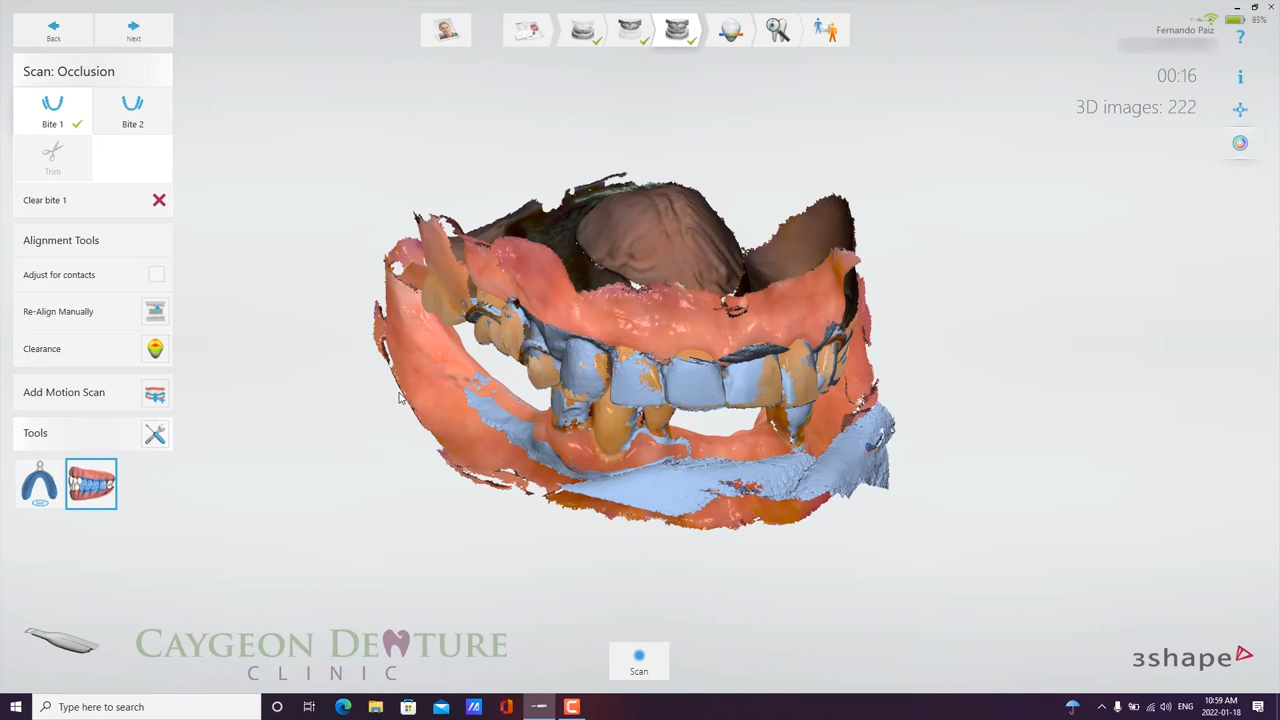 Back
Next
Fernando Paiz
85%
?
Scan: Occlusion
00:16
i
3D images: 222
Bite 1
Bite 2
Trim
Clear bite 1
Alignment Tools
Adjust for contacts
Re-Align Manually
Clearance
Add Motion Scan
Tools
CAYGEON DENTURE
CLINIC
Scan
3shape
Type here to search
ENG
10:59 AM
2022-01-18